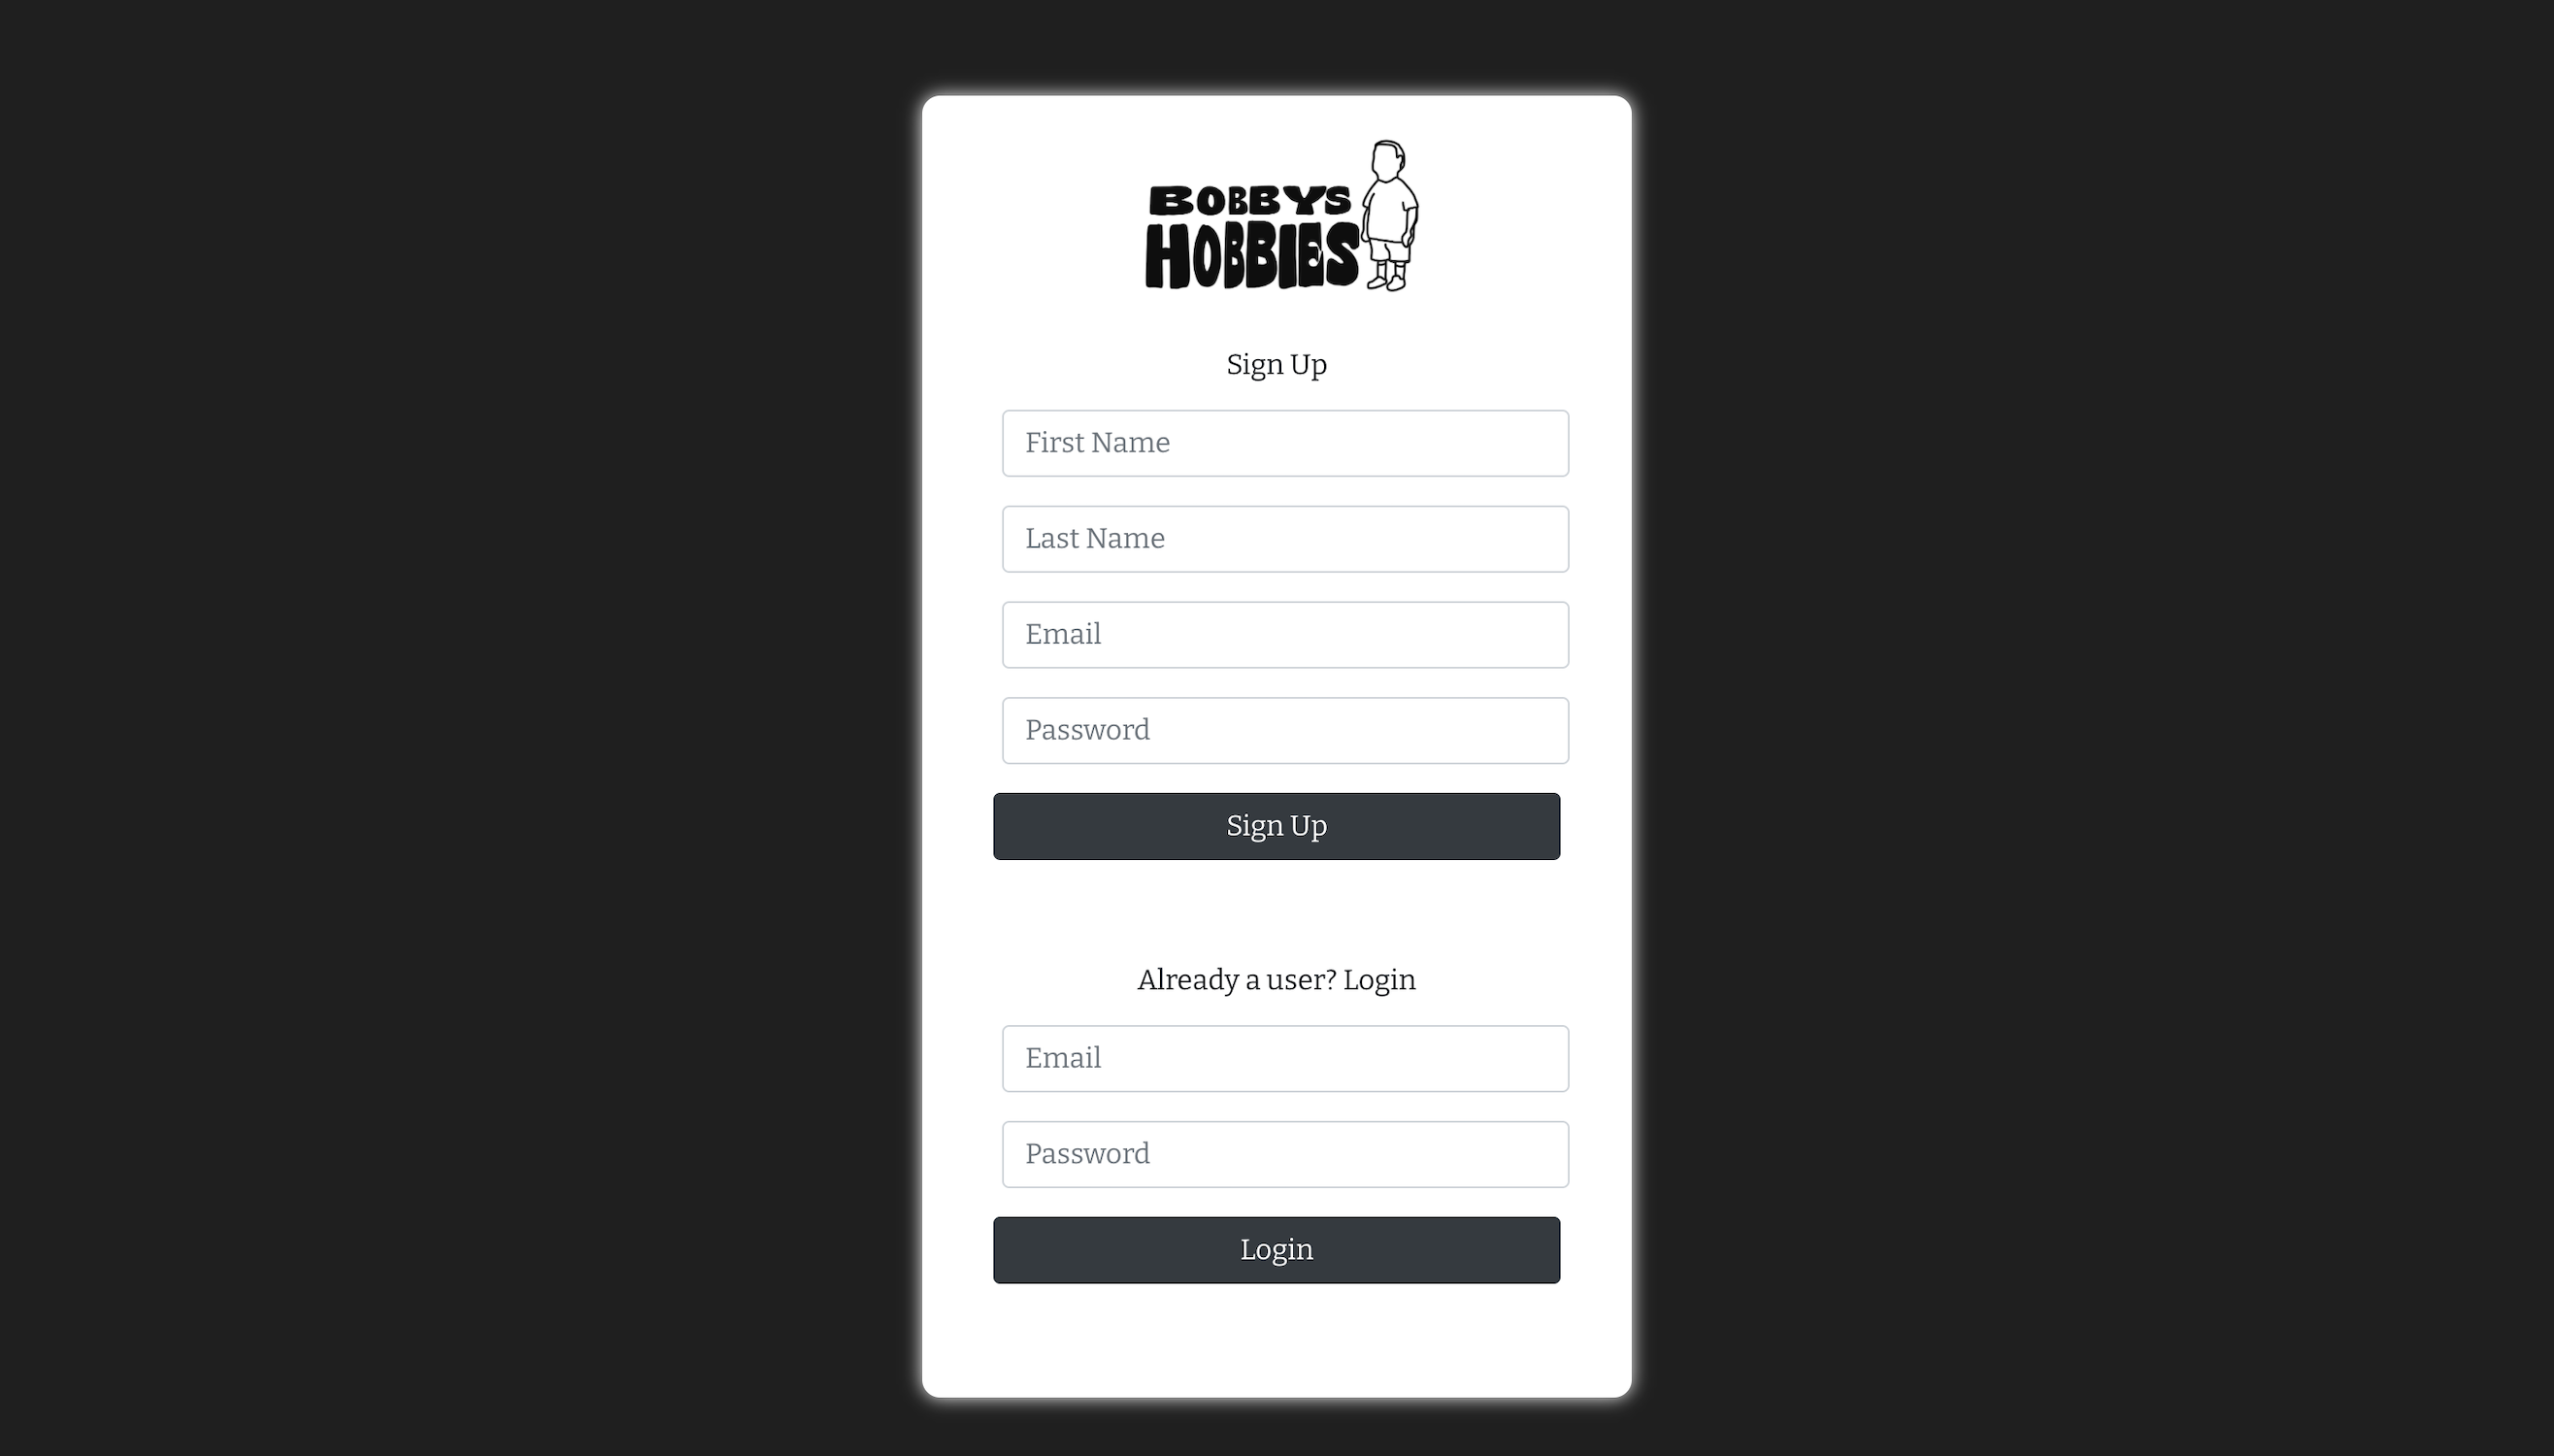 BOBBYS
HOBBIES
Sign Up
First Name
Last Name
Email
Password
Sign Up
Already a user? Login
Email
Password
Login